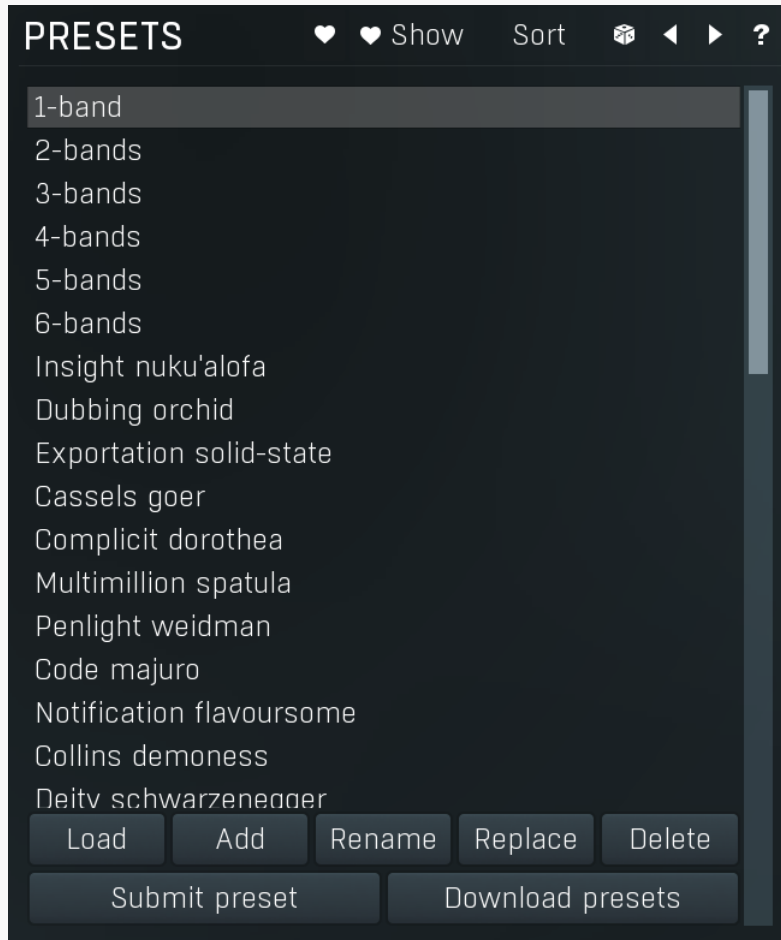 PRESETS Show Sort ?
1-band
2-bands
3-bands
4-bands
5-bands
6-bands
Insight nuku'alofa
Dubbing orchid
Exportation solid-state
Cassels goer
Complicit dorothea
Multimillion spatula
Penlight weidman
Code majuro
Notification flavoursome
Collins demoness
Deity schwarzenegger
Load Add Rename Replace Delete
Submit preset Download presets